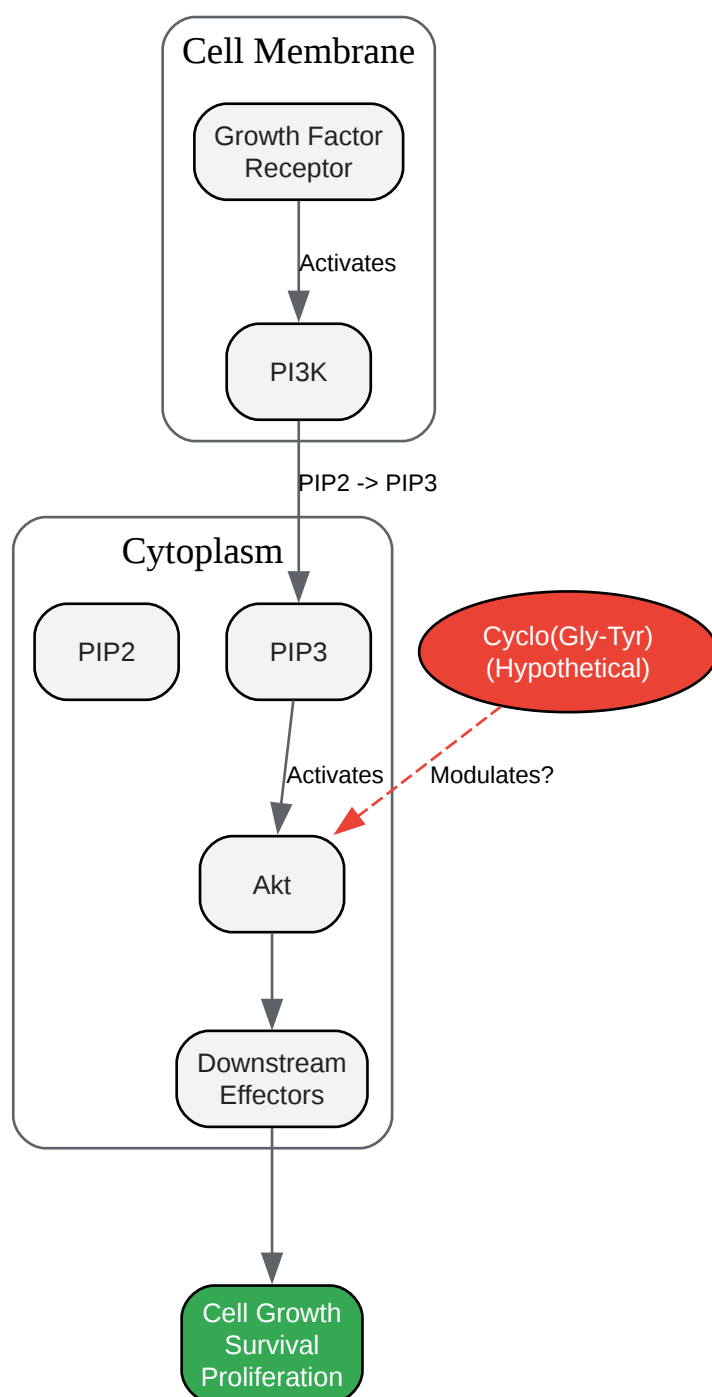 Cell Membrane
Growth Factor
Receptor
Activates
PI3K
PIP2 -> PIP3
Cytoplasm
PIP2
PIP3
Cyclo(Gly-Tyr)
(Hypothetical)
Activates
Modulates?
Akt
Downstream
Effectors
Cell Growth
Survival
Proliferation